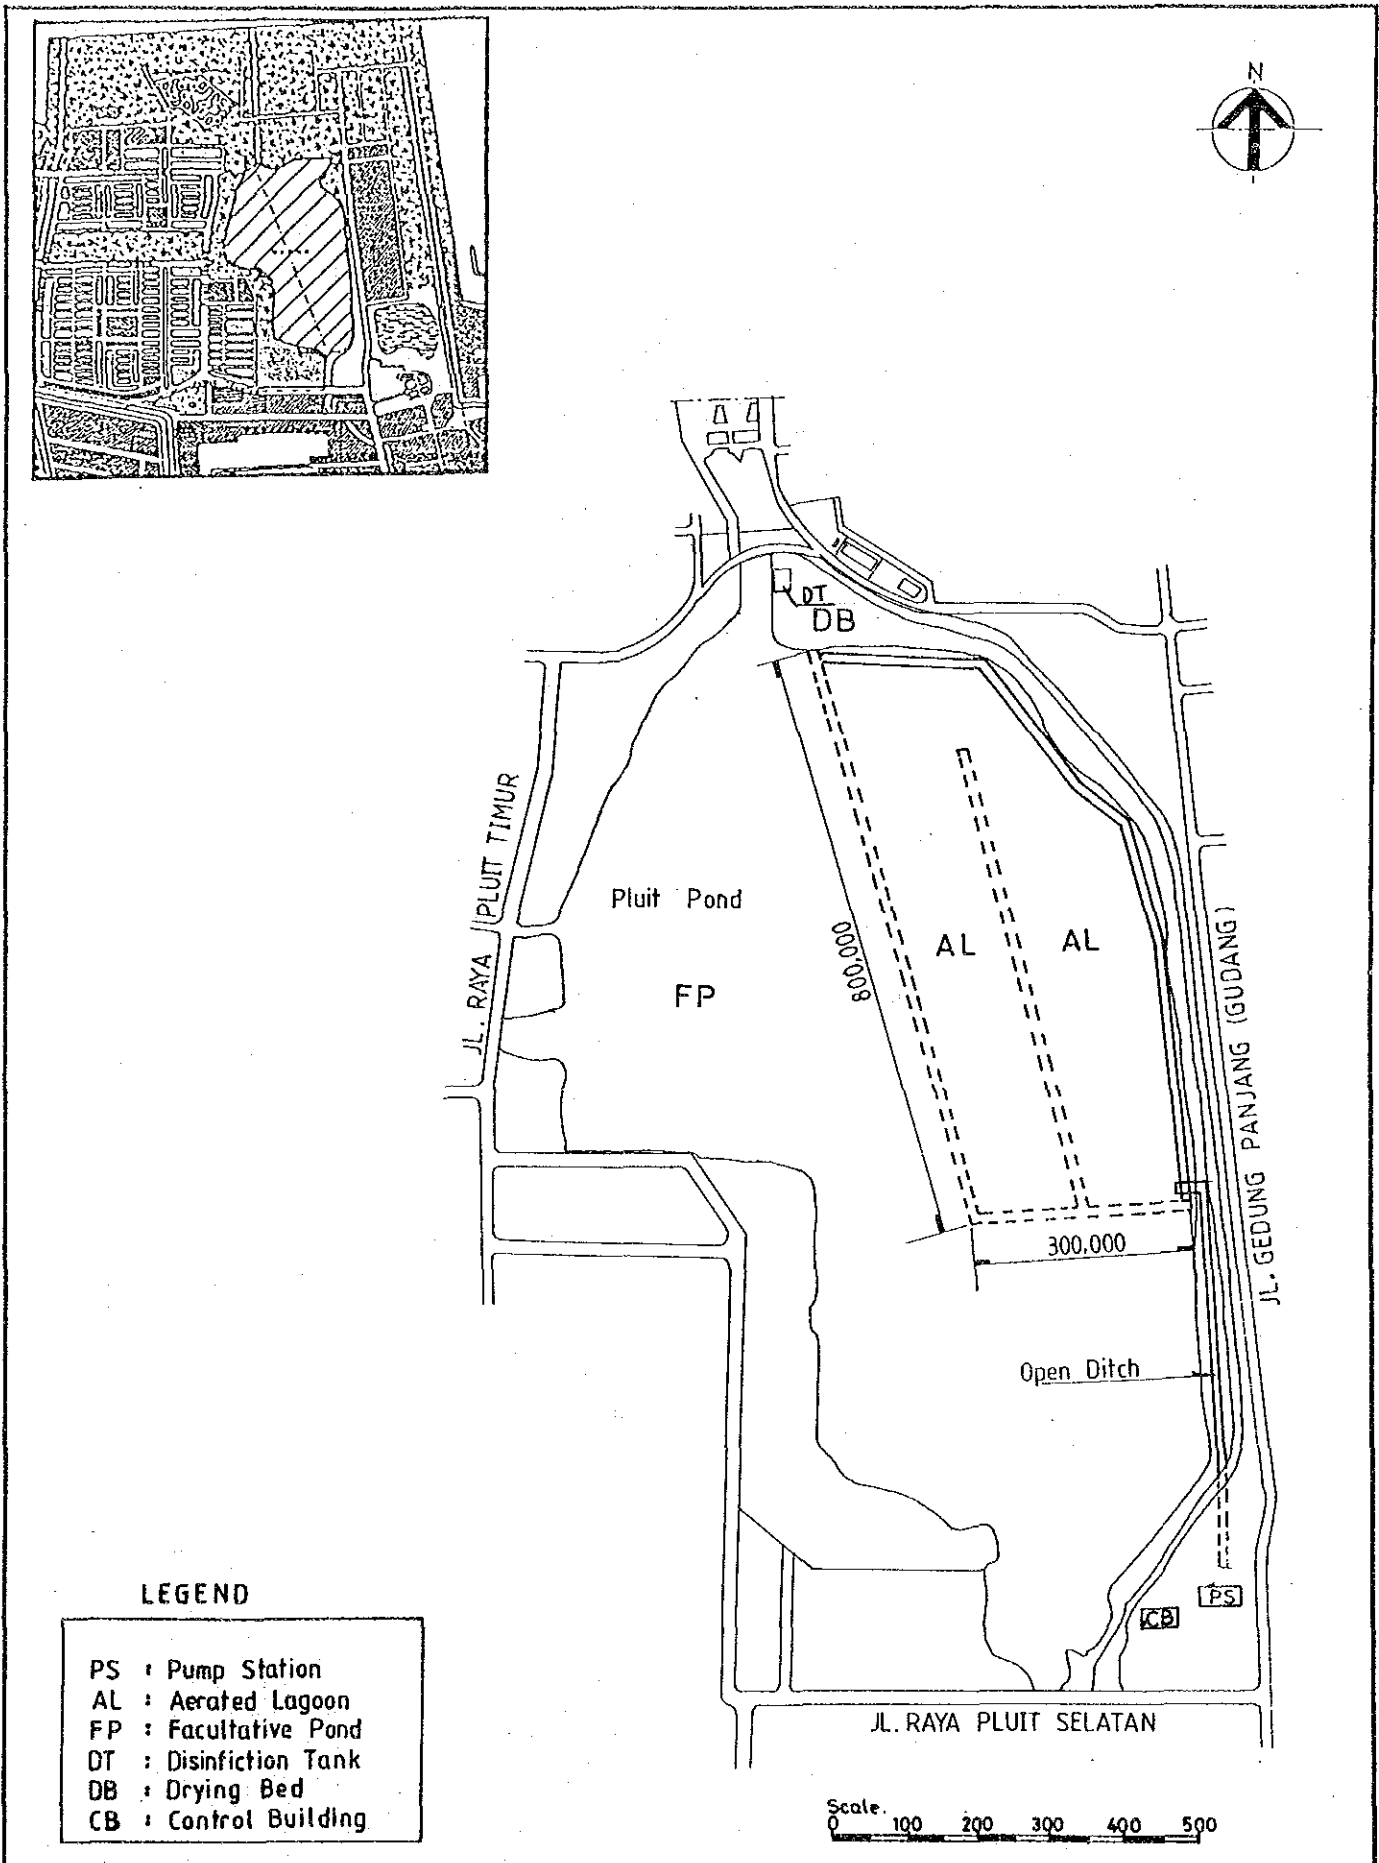 N
DT
DB
JL. RAYA PLUIT TIMUR
Pluit Pond
FP
800,000
AL
AL
JL. GEDUNG PANJANG (GUDANG)
300,000
Open Ditch
PS
CB
JL. RAYA PLUIT SELATAN
LEGEND
PS : Pump Station
AL : Aerated Lagoon
FP : Facultative Pond
DT : Disinfiction Tank
DB : Drying Bed
CB : Control Building
Scale.
0 100 200 300 400 500